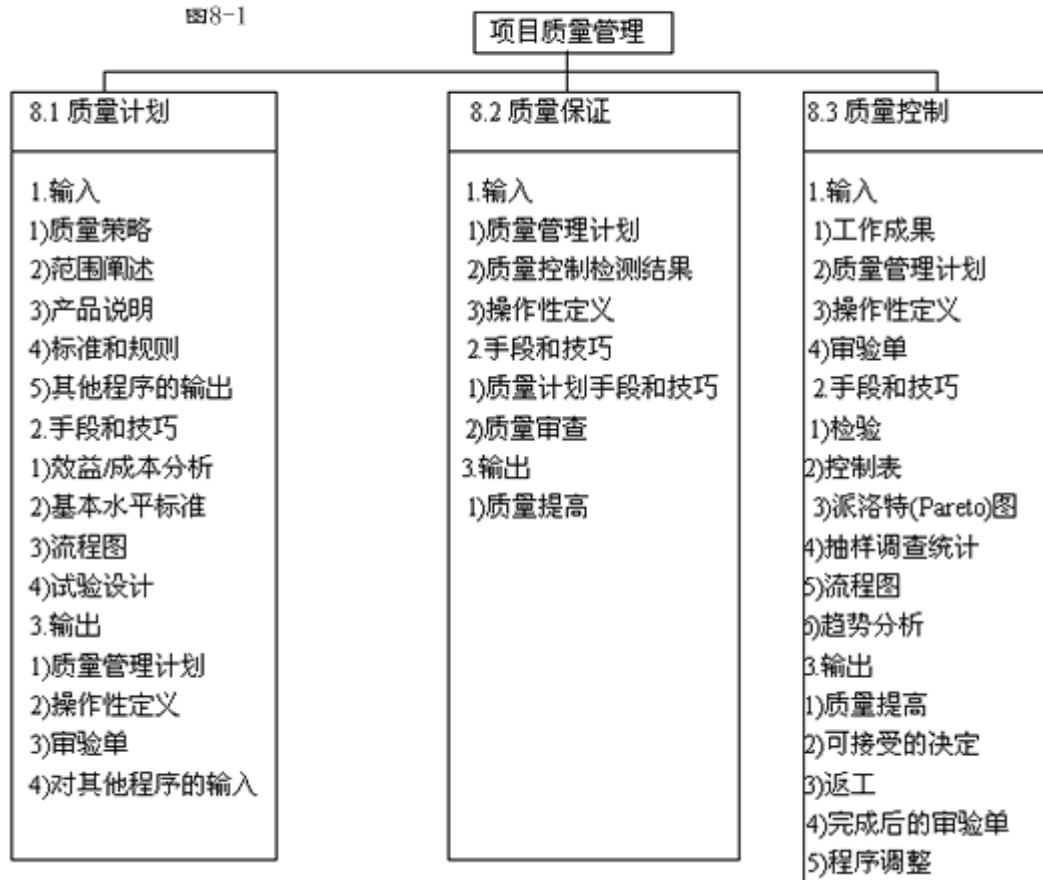 图8-1
项目质量管理
8.1 质量计划
1.输入
1)质量策略
2)范围阐述
3)产品说明
4)标准和规则
5)其他程序的输出
2.手段和技巧
1)效益/成本分析
2)基本水平标准
3)流程图
4)试验设计
3.输出
1)质量管理计划
2)操作性定义
3)审验单
4)对其他程序的输入
8.2 质量保证
1.输入
1)质量管理计划
2)质量控制检测结果
3)操作性定义
2.手段和技巧
1)质量计划手段和技巧
2)质量审查
3.输出
1)质量提高
8.3 质量控制
1.输入
1)工作成果
2)质量管理计划
3)操作性定义
4)审验单
2.手段和技巧
1)检验
2)控制表
3)派洛特(Pareto)图
4)抽样调查统计
5)流程图
6)趋势分析
3.输出
1)质量提高
2)可接受的决定
3)返工
4)完成后的审验单
5)程序调整